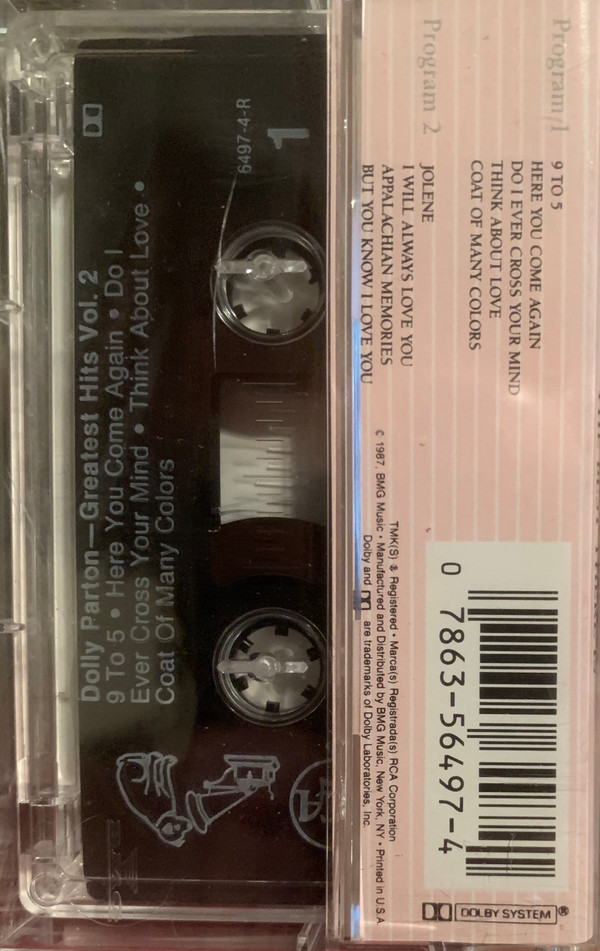 Dolly Parton—Greatest Hits Vol. 2
9 To 5 • Here You Come Again • Do I
Ever Cross Your Mind • Think About Love •
Coat Of Many Colors
6497-4-R
1
Program/1
9 TO 5
HERE YOU COME AGAIN
DO I EVER CROSS YOUR MIND
THINK ABOUT LOVE
COAT OF MANY COLORS
Program 2
JOLENE
I WILL ALWAYS LOVE YOU
APPALACHIAN MEMORIES
BUT YOU KNOW I LOVE YOU
TMK(S) ® Registered • Marca(s) Registrada(s) RCA Corporation
© 1987, BMG Music • Manufactured and Distributed by BMG Music, New York, NY • Printed in U.S.A.
Dolby and are trademarks of Dolby Laboratories, Inc.
0 7863-56497-4
DOLBY SYSTEM®